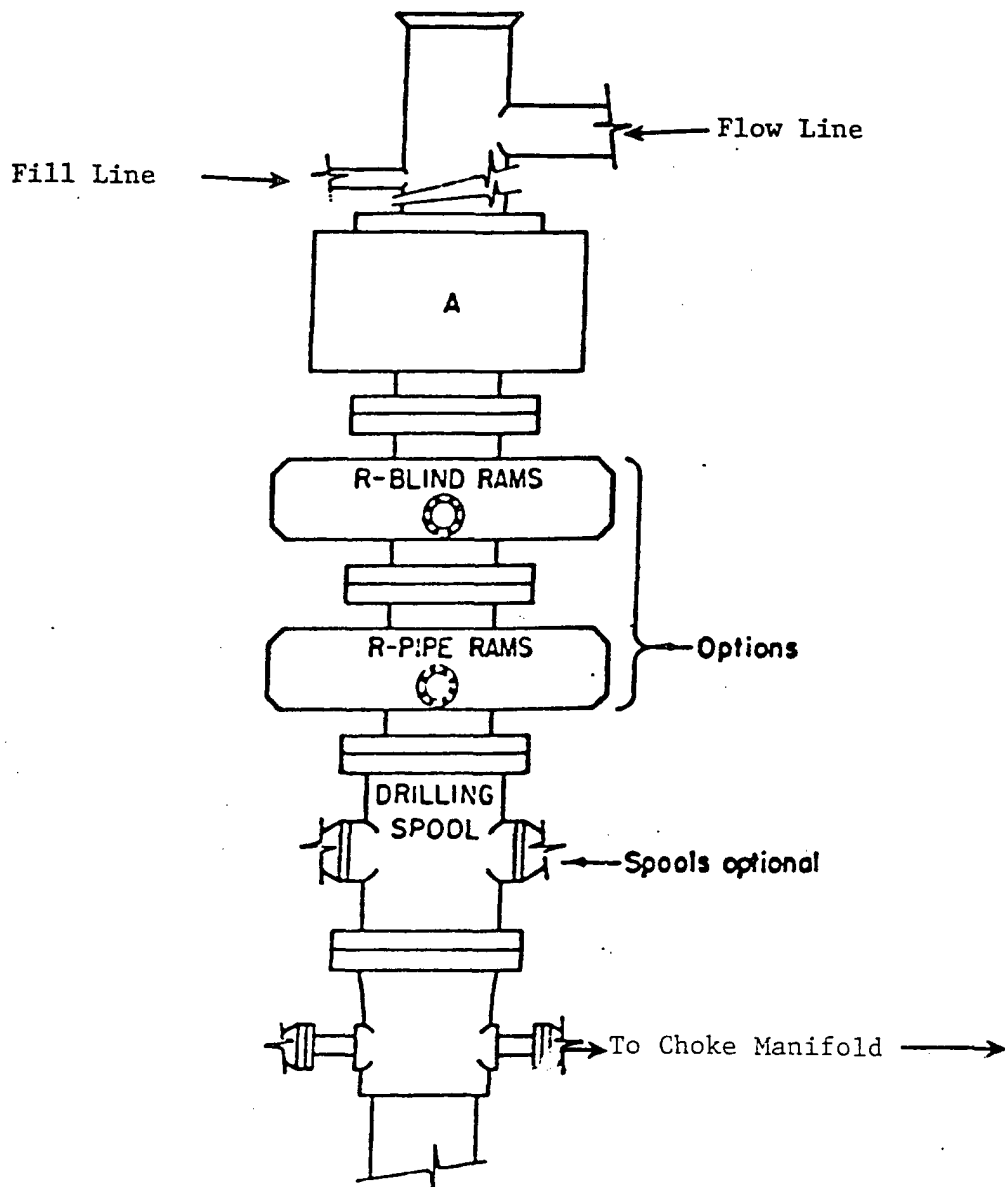 Flow Line
Fill Line
A
R-BLIND RAMS
R-PIPE RAMS
Options
DRILLING
SPOOL
Spools optional
To Choke Manifold